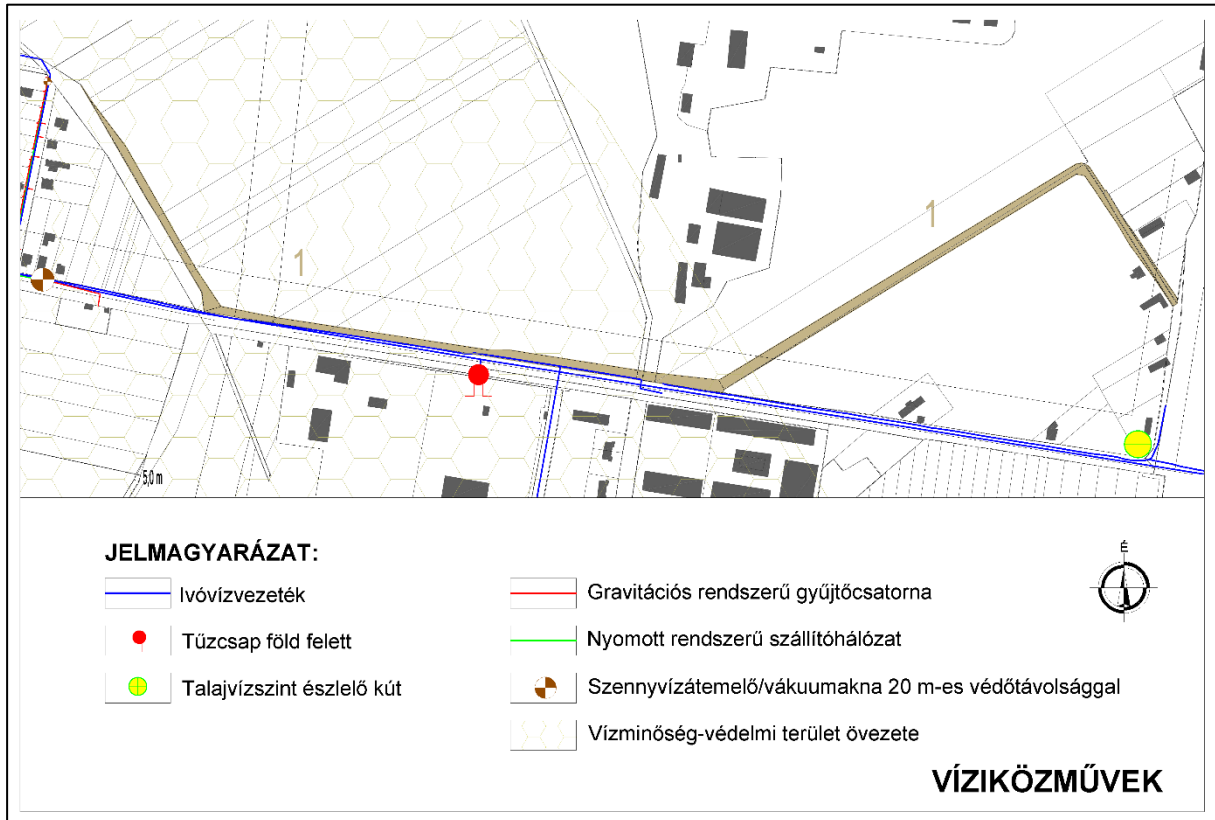 1
1
5,0 m
JELMAGYARÁZAT:
Ivóvízvezeték
Tűzcsap föld felett
Talajvízszint észlelő kút
Gravitációs rendszerű gyűjtőcsatorna
Nyomott rendszerű szállítóhálózat
Szennyvízátemelő/vákuumakna 20 m-es védőtávolsággal
Vízminőség-védelmi terület övezete
É
VÍZIKÖZMŰVEK